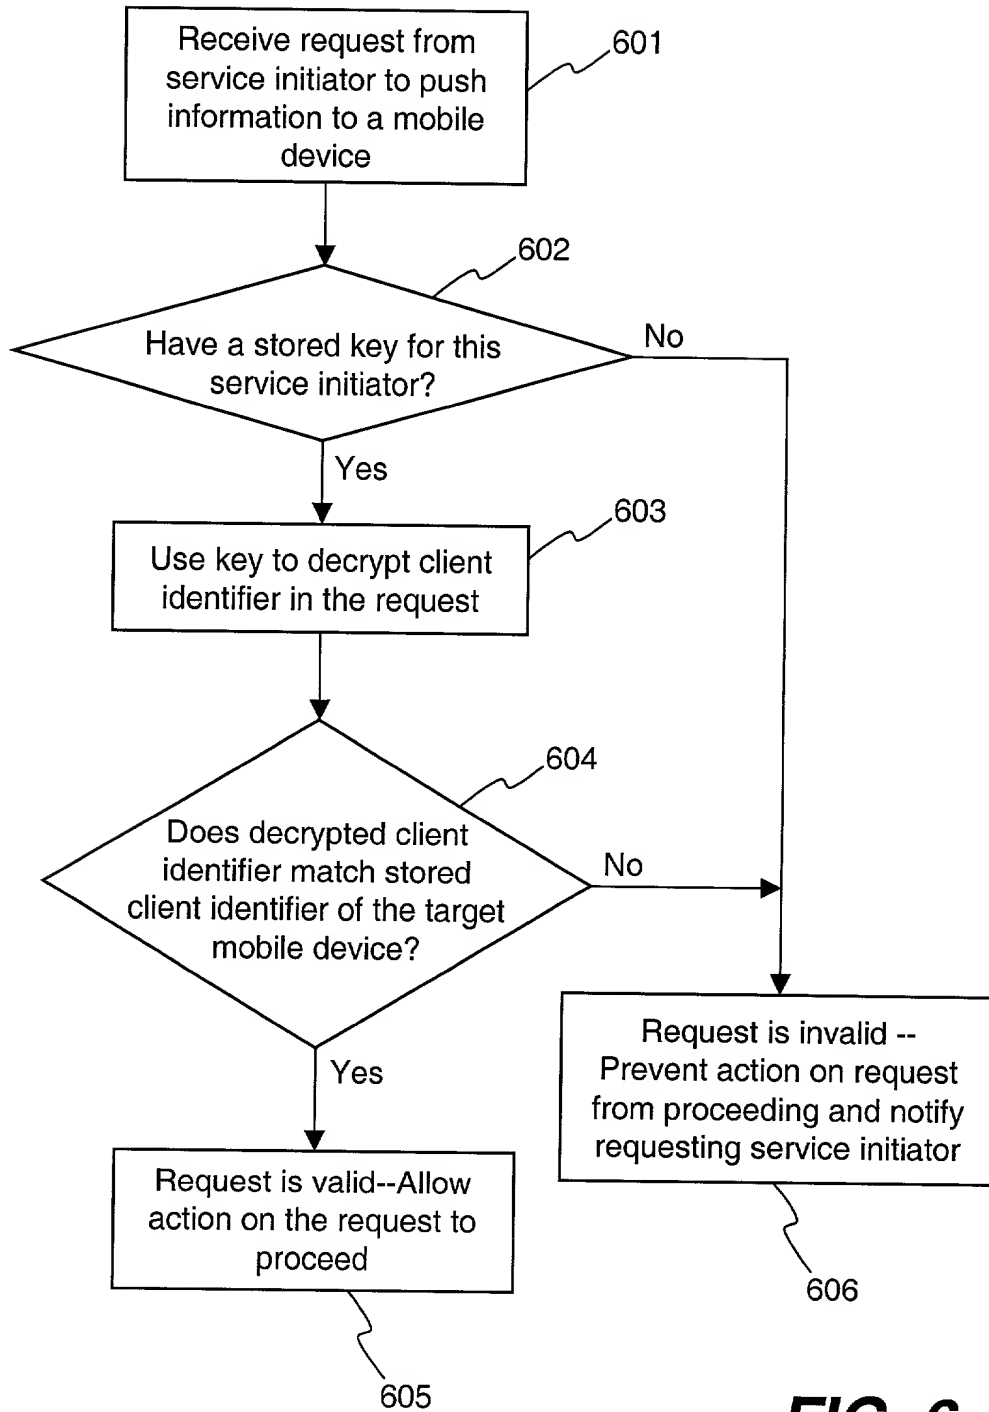 Receive request from
service initiator to push
information to a mobile
device
601
602
Have a stored key for this
service initiator?
No
Yes
603
Use key to decrypt client
identifier in the request
604
Does decrypted client
identifier match stored
client identifier of the target
mobile device?
No
Yes
Request is invalid --
Prevent action on request
from proceeding and notify
requesting service initiator
Request is valid--Allow
action on the request to
proceed
606
605
FIG. 6